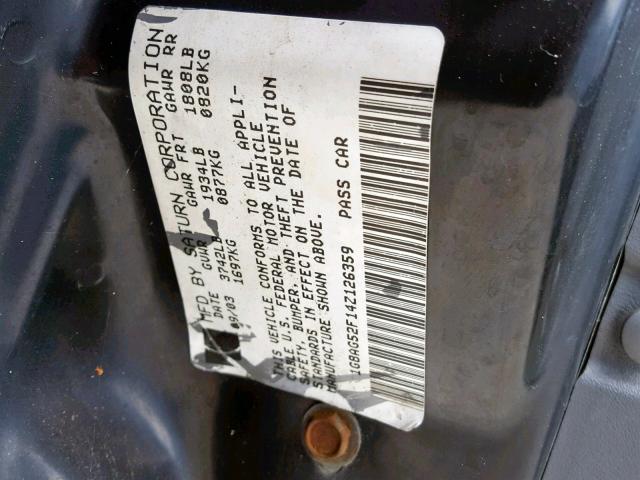 MFD BY SATURN CORPORATION
DATE GVWR GAWR FRT GAWR RR
09/03 3742LB 1934LB 1808LB
1697KG 0877KG 0820KG
THIS VEHICLE CONFORMS TO ALL APPLI-
CABLE U.S. FEDERAL MOTOR VEHICLE
SAFETY, BUMPER, AND THEFT PREVENTION
STANDARDS IN EFFECT ON THE DATE OF
MANUFACTURE SHOWN ABOVE.
1G8AG52F14Z126359 PASS CAR